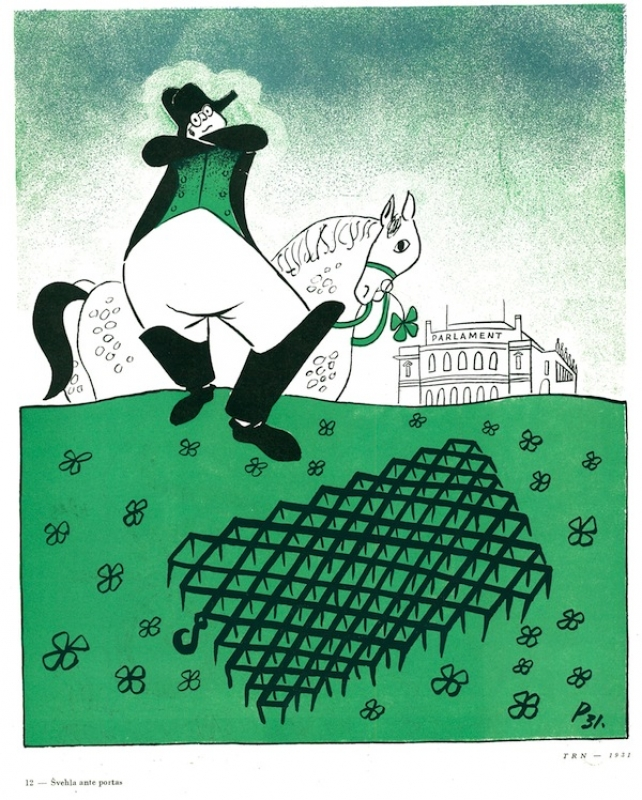 PARLAMENT
P31.
TRN — 1931
12 — Švehla ante portas